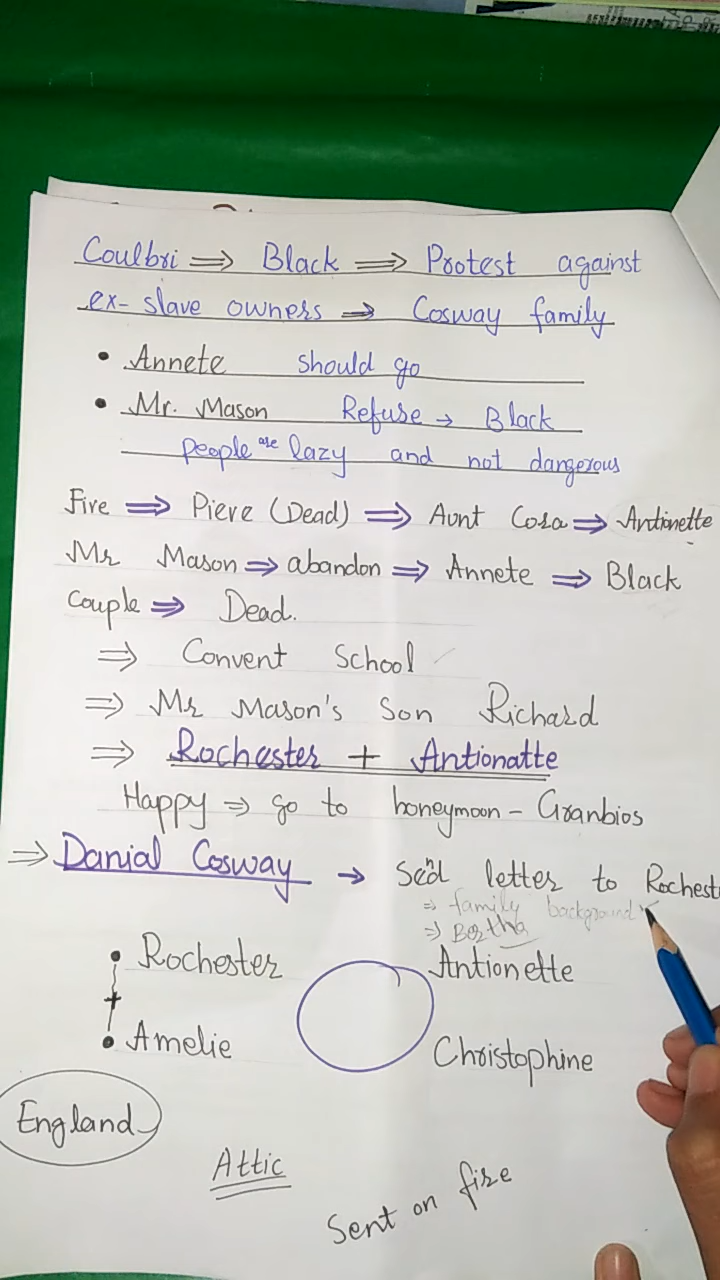 Coulbri ⇒ Black ⇒ Protest against
ex-slave owners → Cosway family
• Annete should go
• Mr. Mason Refuse → Black
people are lazy and not dangerous
Fire ⇒ Piere (Dead) ⇒ Aunt Cora ⇒ Antionette
Mr Mason ⇒ abandon ⇒ Annete ⇒ Black
Couple ⇒ Dead.
⇒ Convent School
⇒ Mr Mason's Son Richard
⇒ Rochester + Antionatte
Happy ⇒ go to honeymoon - Granbios
⇒ Danial Cosway → Send letter to Rochest
⇒ family background
⇒ Bertha
• Rochester
Antionette
• Amelie
Christophine
England
Attic
Sent on fire